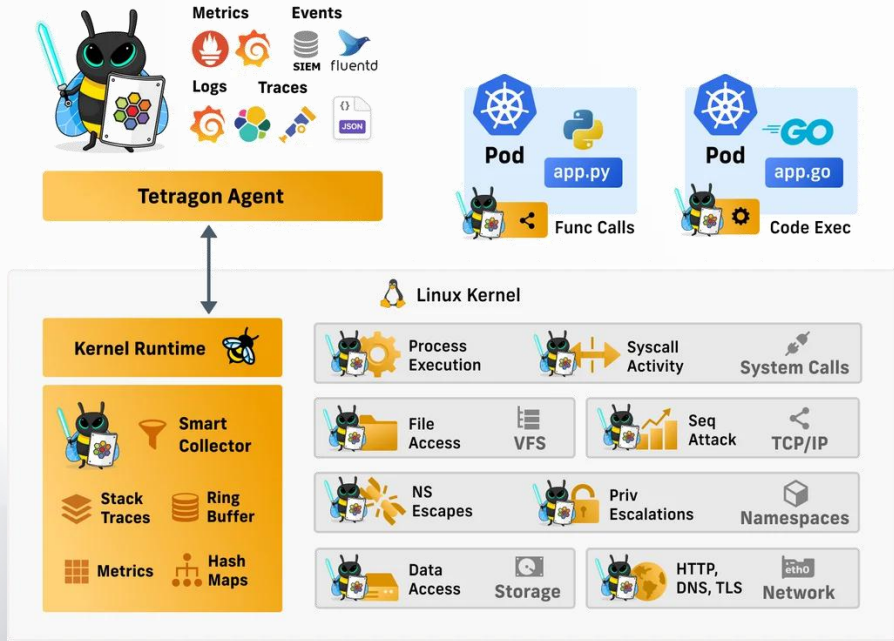 Metrics
Events
SIEM
fluentd
Logs
Traces
{}
JSON
Tetragon Agent
Pod
app.py
Func Calls
Pod
GO
app.go
Code Exec
Linux Kernel
Kernel Runtime
Smart
Collector
Stack
Traces
Ring
Buffer
Metrics
Hash
Maps
Process
Execution
Syscall
Activity
System Calls
File
Access
VFS
Seq
Attack
TCP/IP
NS
Escapes
Priv
Escalations
Namespaces
Data
Access
Storage
HTTP,
DNS, TLS
eth0
Network